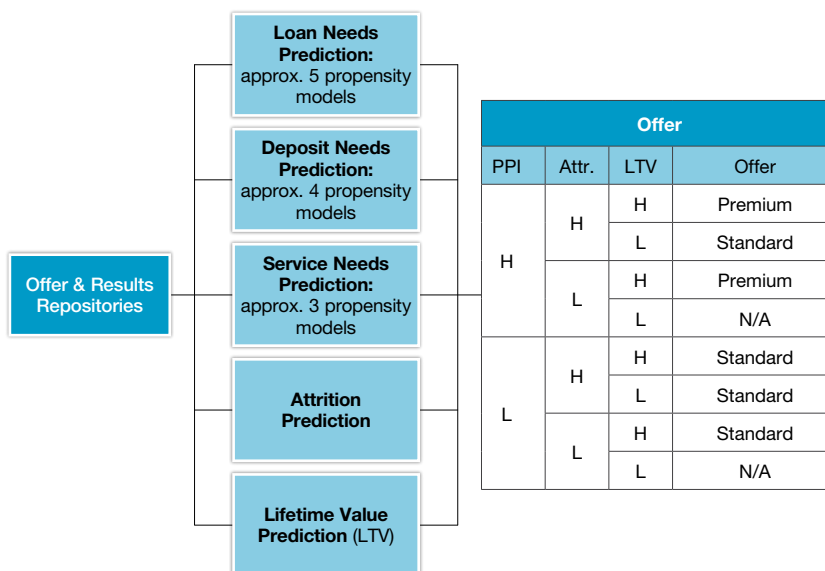 Loan Needs
Prediction:
approx. 5 propensity
models
Deposit Needs
Prediction:
approx. 4 propensity
models
Service Needs
Prediction:
approx. 3 propensity
models
Attrition
Prediction
Lifetime Value
Prediction (LTV)
Offer & Results
Repositories
Offer
PPI Attr. LTV Offer
H H H Premium
L Standard
L H Premium
L N/A
L H H Standard
L Standard
L H Standard
L N/A